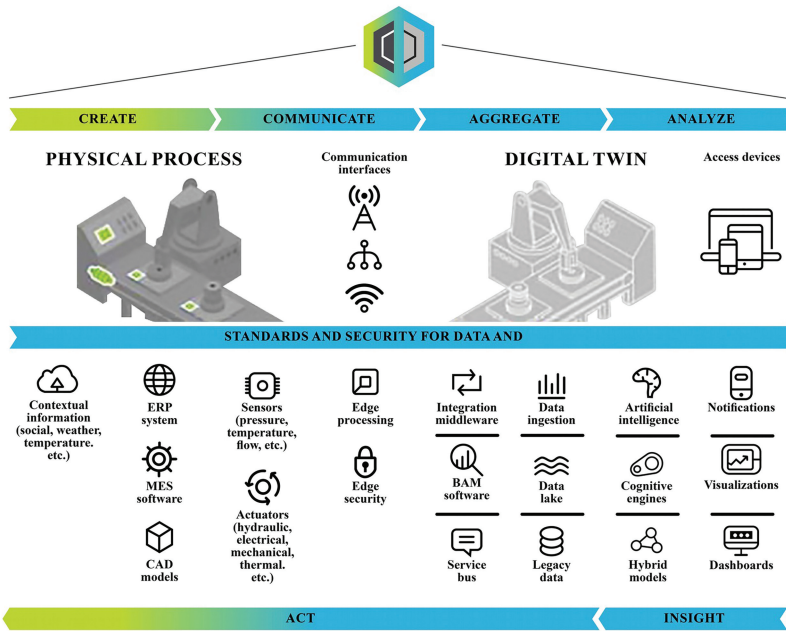 CREATE
COMMUNICATE
AGGREGATE
ANALYZE
PHYSICAL PROCESS
Communication
interfaces
DIGITAL TWIN
Access devices
STANDARDS AND SECURITY FOR DATA AND
Contextual
information
(social, weather,
temperature.
etc.)
ERP
system
MES
software
CAD
models
Sensors
(pressure,
temperature,
flow, etc.)
Actuators
(hydraulic,
electrical,
mechanical,
thermal.
etc.)
Edge
processing
Edge
security
Integration
middleware
BAM
software
Service
bus
Data
ingestion
Data
lake
Legacy
data
Artificial
intelligence
Cognitive
engines
Hybrid
models
Notifications
Visualizations
Dashboards
ACT
INSIGHT